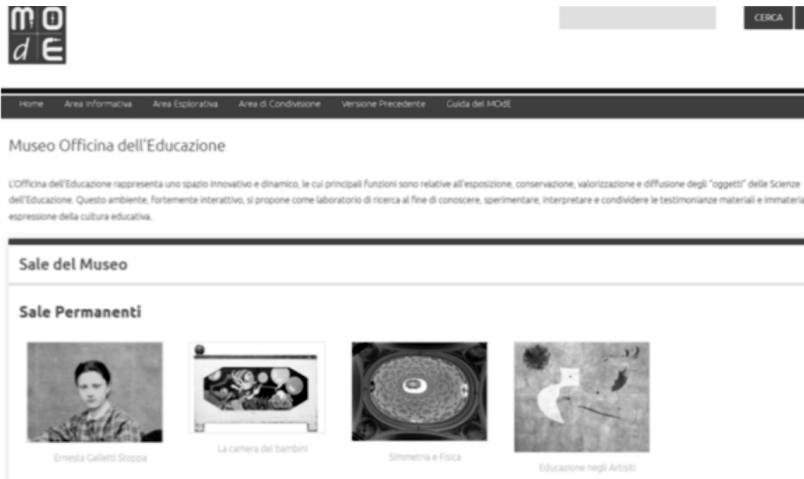 MO
dE
CERCA
Home Area Informativa Area Esplorativa Area di Condivisione Versione Precedente Guida del MOdE
Museo Officina dell'Educazione
L'Officina dell'Educazione rappresenta uno spazio innovativo e dinamico, le cui principali funzioni sono relative all'esposizione, conservazione, valorizzazione e diffusione degli "oggetti" delle Scienze
dell'Educazione. Questo ambiente, fortemente interattivo, si propone come laboratorio di ricerca al fine di conoscere, sperimentare, interpretare e condividere le testimonianze materiali e immateria
espressione della cultura educativa.
Sale del Museo
Sale Permanenti
Ernesta Galletti Stoppa La camera dei bambini Simmetria e Fisica Educazione negli Artisiti